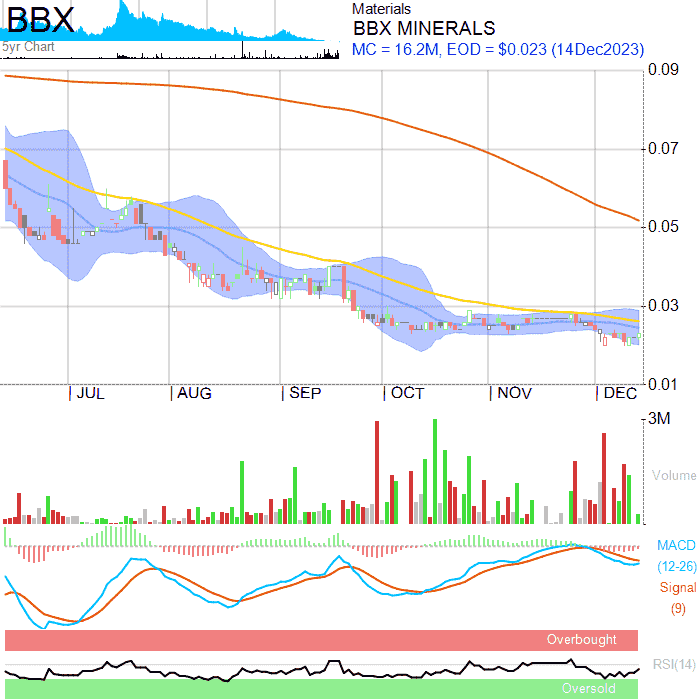 BBX
5yr Chart
Materials
BBX MINERALS
MC = 16.2M, EOD = $0.023 (14Dec2023)
0.09
0.07
0.05
0.03
0.01
JUL AUG SEP OCT NOV DEC
3M
Volume
MACD
(12-26)
Signal
(9)
Overbought
RSI(14)
Oversold